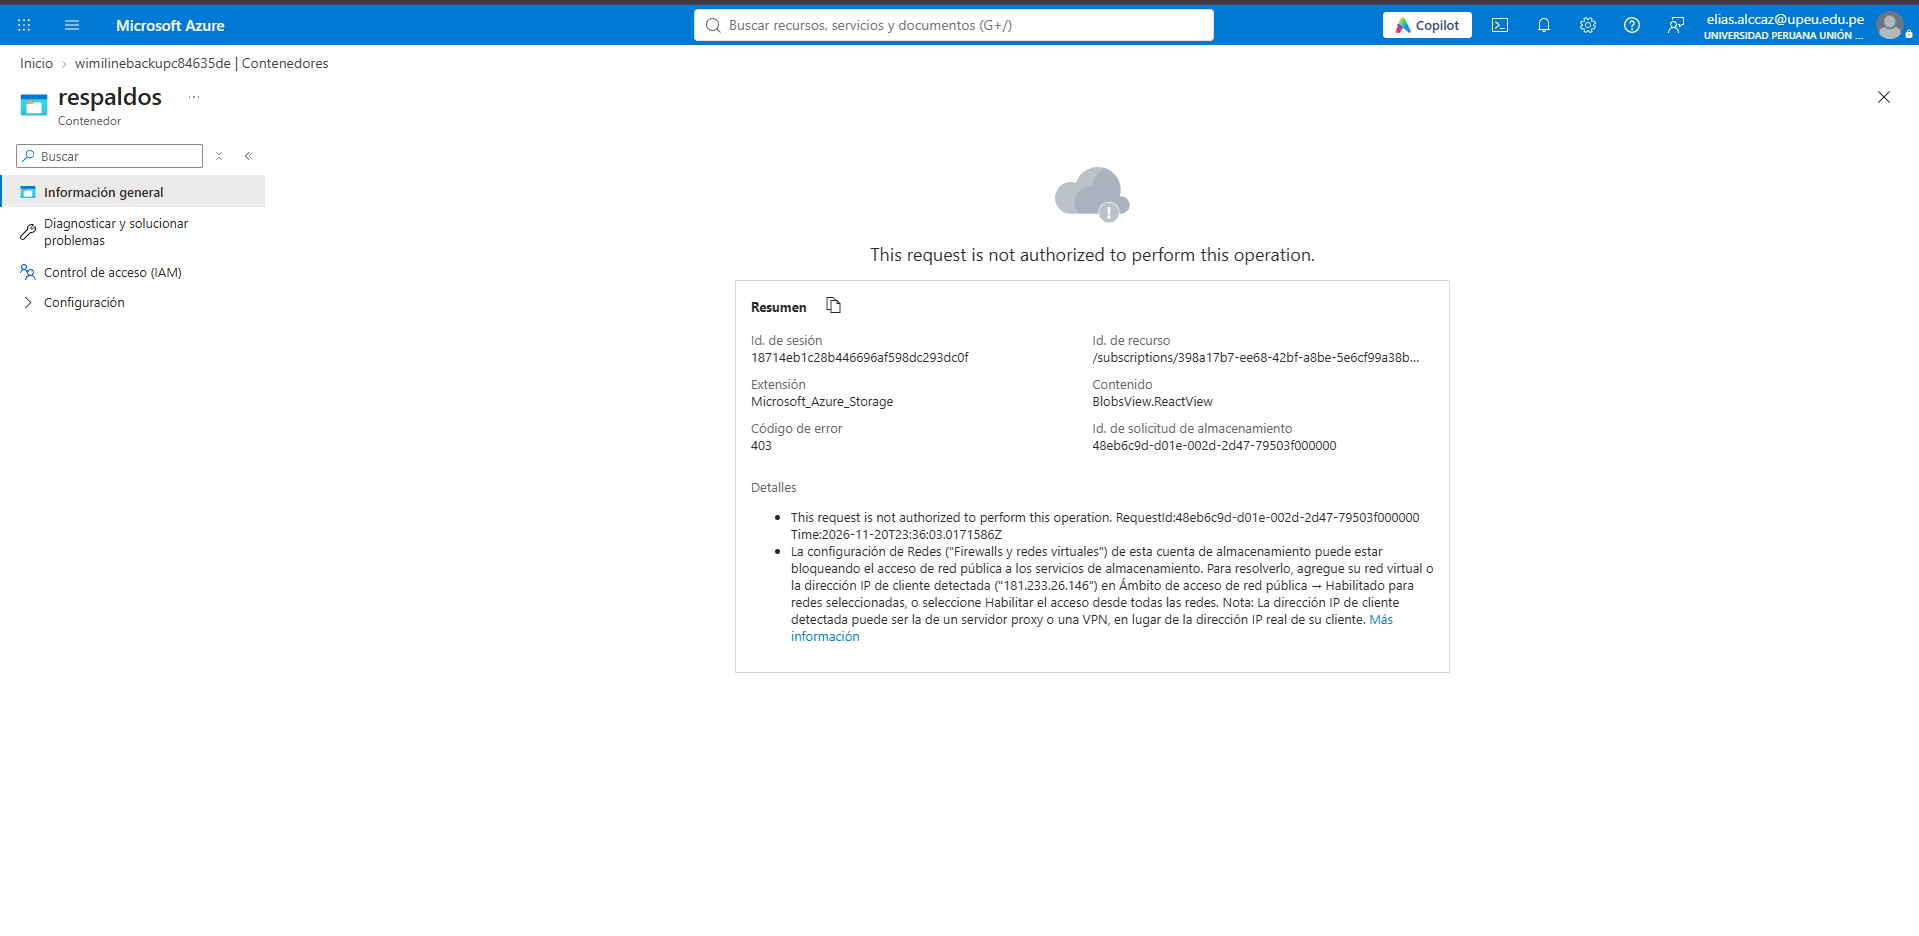 Microsoft Azure
Buscar recursos, servicios y documentos (G+/)
Copilot
elias.alccaz@upeu.edu.pe
UNIVERSIDAD PERUANA UNIÓN ...
Inicio > wimilinebackupc84635de | Contenedores
respaldos ...
Contenedor
Buscar
Información general
Diagnosticar y solucionar
problemas
Control de acceso (IAM)
Configuración
This request is not authorized to perform this operation.
Resumen
Id. de sesión
18714eb1c28b446696af598dc293dc0f
Id. de recurso
/subscriptions/398a17b7-ee68-42bf-a8be-5e6cf99a38b...
Extensión
Microsoft_Azure_Storage
Contenido
BlobsView.ReactView
Código de error
403
Id. de solicitud de almacenamiento
48eb6c9d-d01e-002d-2d47-79503f000000
Detalles
• This request is not authorized to perform this operation. RequestId:48eb6c9d-d01e-002d-2d47-79503f000000
Time:2026-11-20T23:36:03.0171586Z
• La configuración de Redes ("Firewalls y redes virtuales") de esta cuenta de almacenamiento puede estar
bloqueando el acceso de red pública a los servicios de almacenamiento. Para resolverlo, agregue su red virtual o
la dirección IP de cliente detectada ("181.233.26.146") en Ámbito de acceso de red pública → Habilitado para
redes seleccionadas, o seleccione Habilitar el acceso desde todas las redes. Nota: La dirección IP de cliente
detectada puede ser la de un servidor proxy o una VPN, en lugar de la dirección IP real de su cliente. Más
información